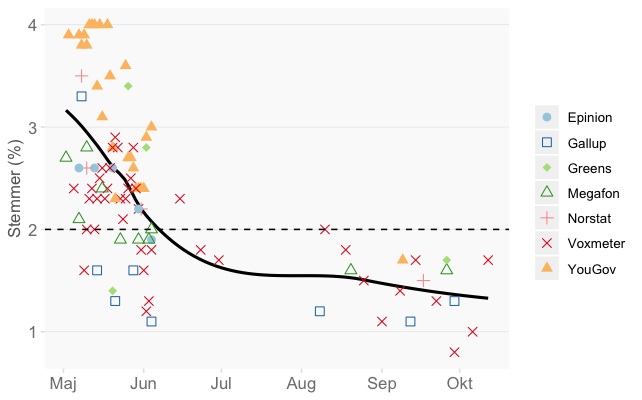 4
3
2
1
Stemmer (%)
Maj Jun Jul Aug Sep Okt
Epinion
Gallup
Greens
Megafon
Norstat
Voxmeter
YouGov